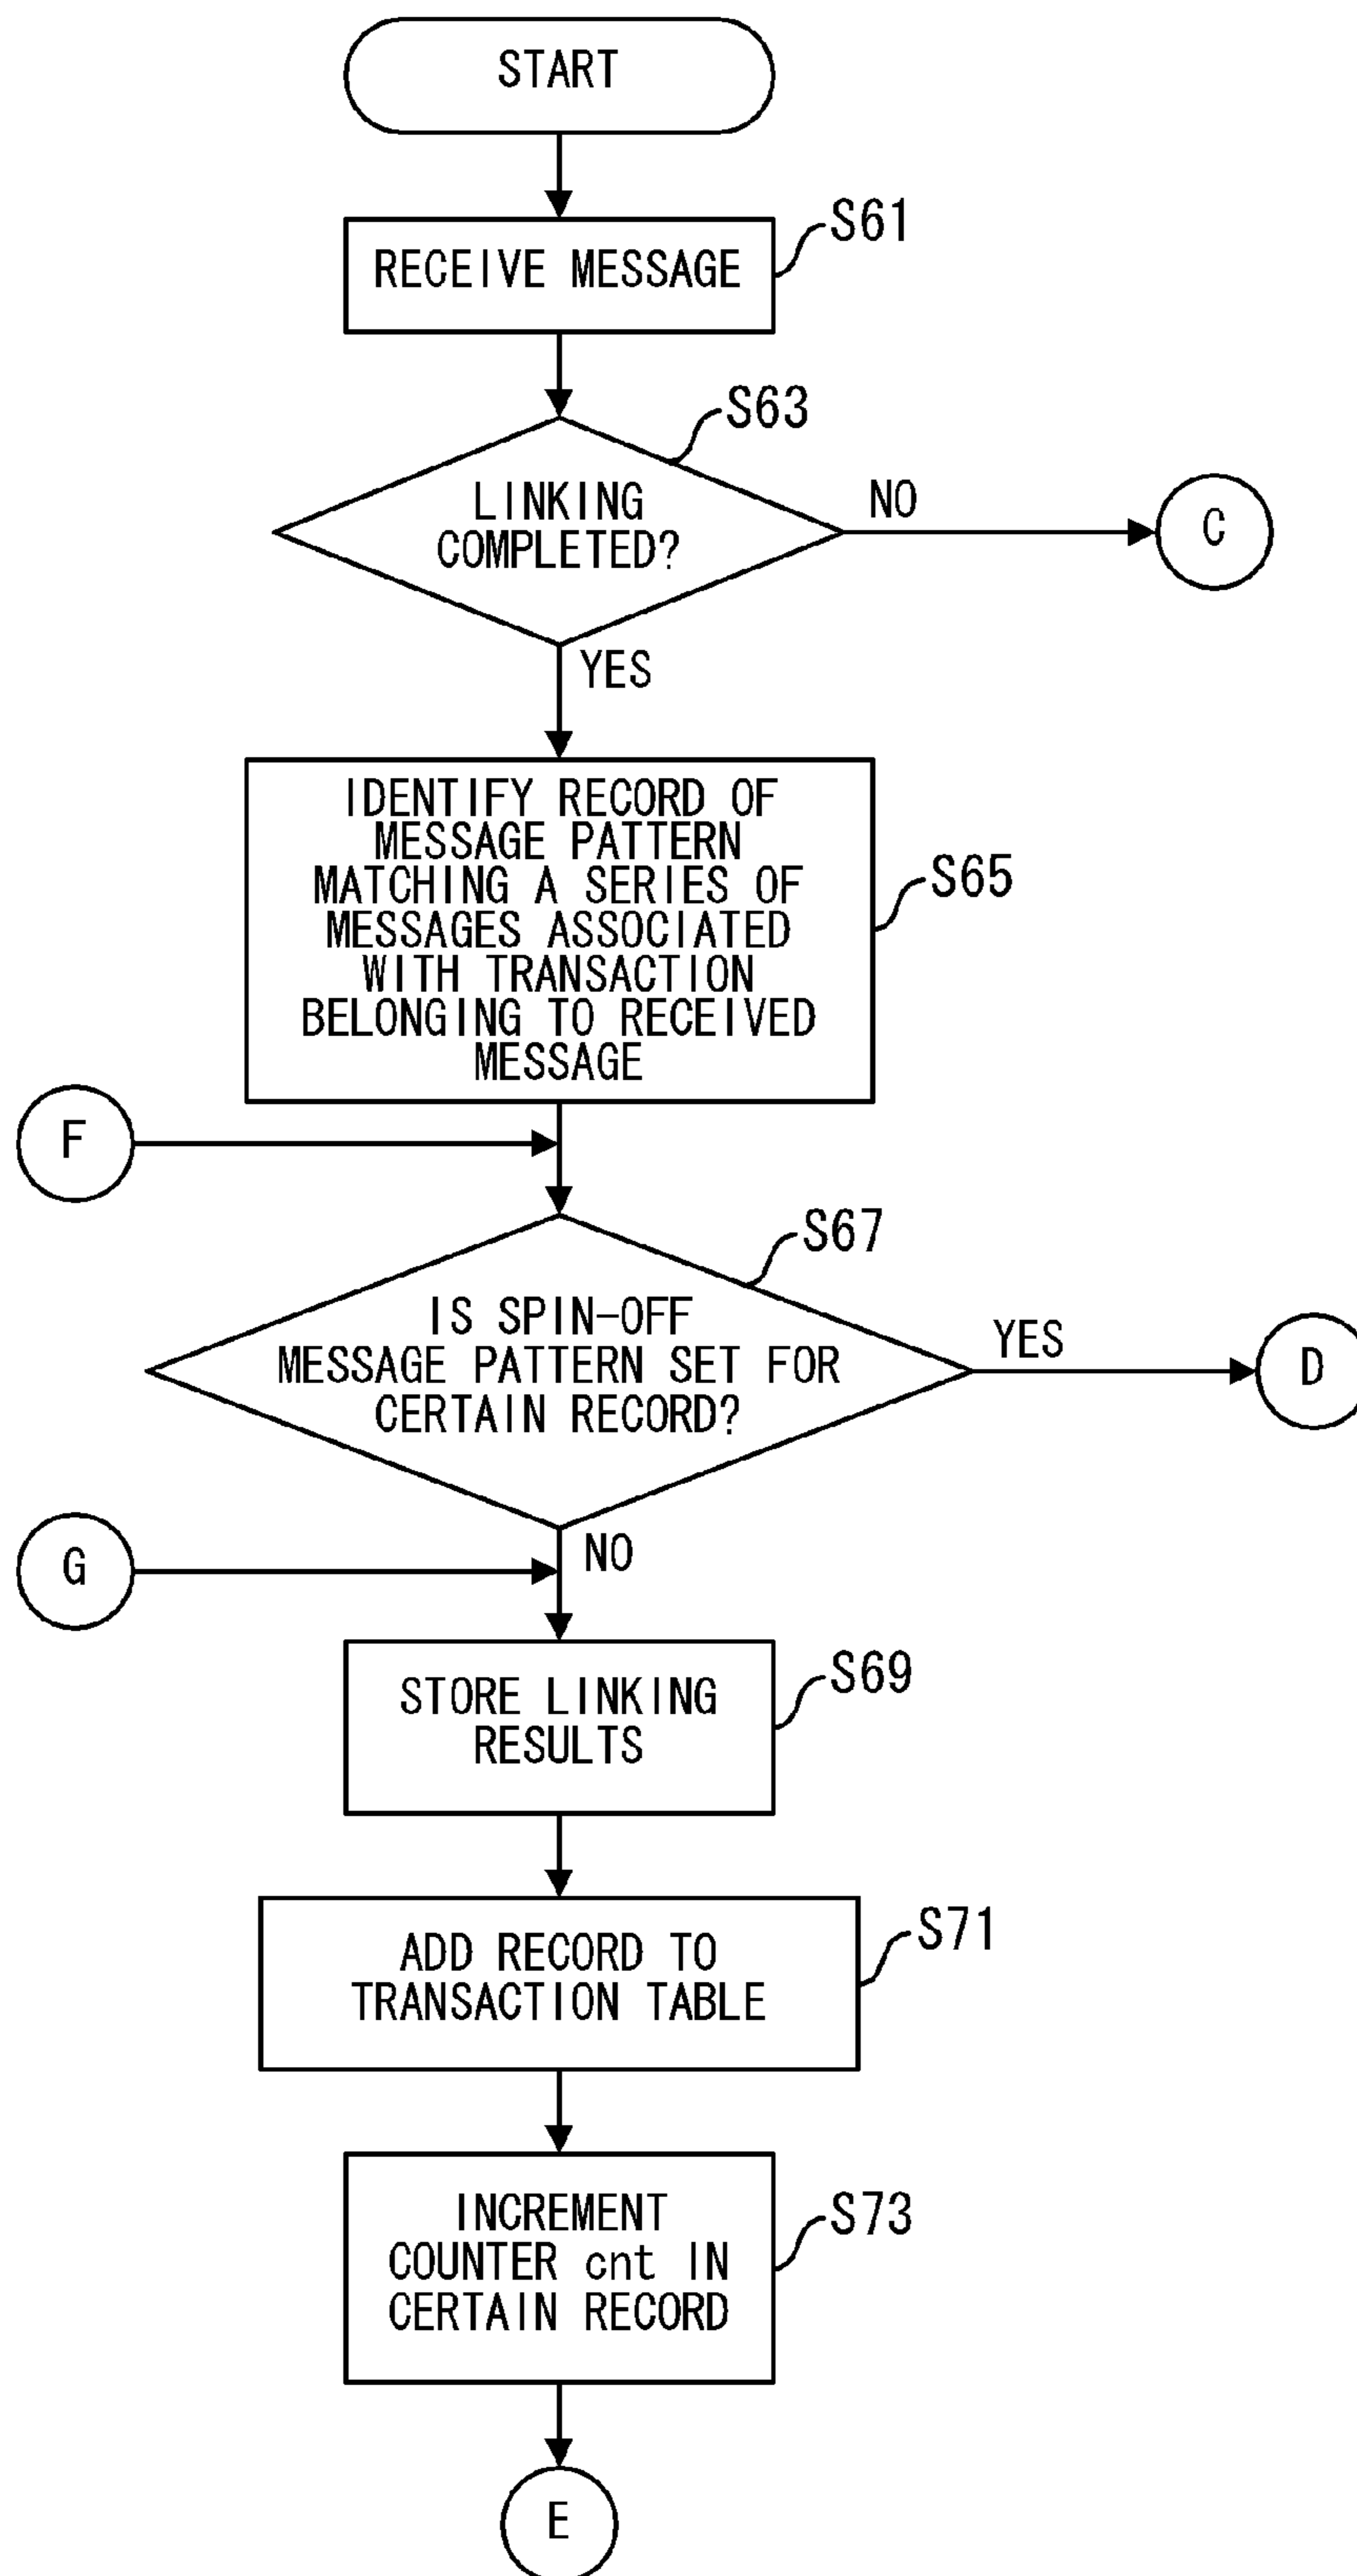 START
S61
RECEIVE MESSAGE
S63
LINKING
COMPLETED?
NO
C
YES
IDENTIFY RECORD OF
MESSAGE PATTERN
MATCHING A SERIES OF
MESSAGES ASSOCIATED
WITH TRANSACTION
BELONGING TO RECEIVED
MESSAGE
S65
F
S67
IS SPIN-OFF
MESSAGE PATTERN SET FOR
CERTAIN RECORD?
YES
D
NO
G
S69
STORE LINKING
RESULTS
S71
ADD RECORD TO
TRANSACTION TABLE
S73
INCREMENT
COUNTER cnt IN
CERTAIN RECORD
E